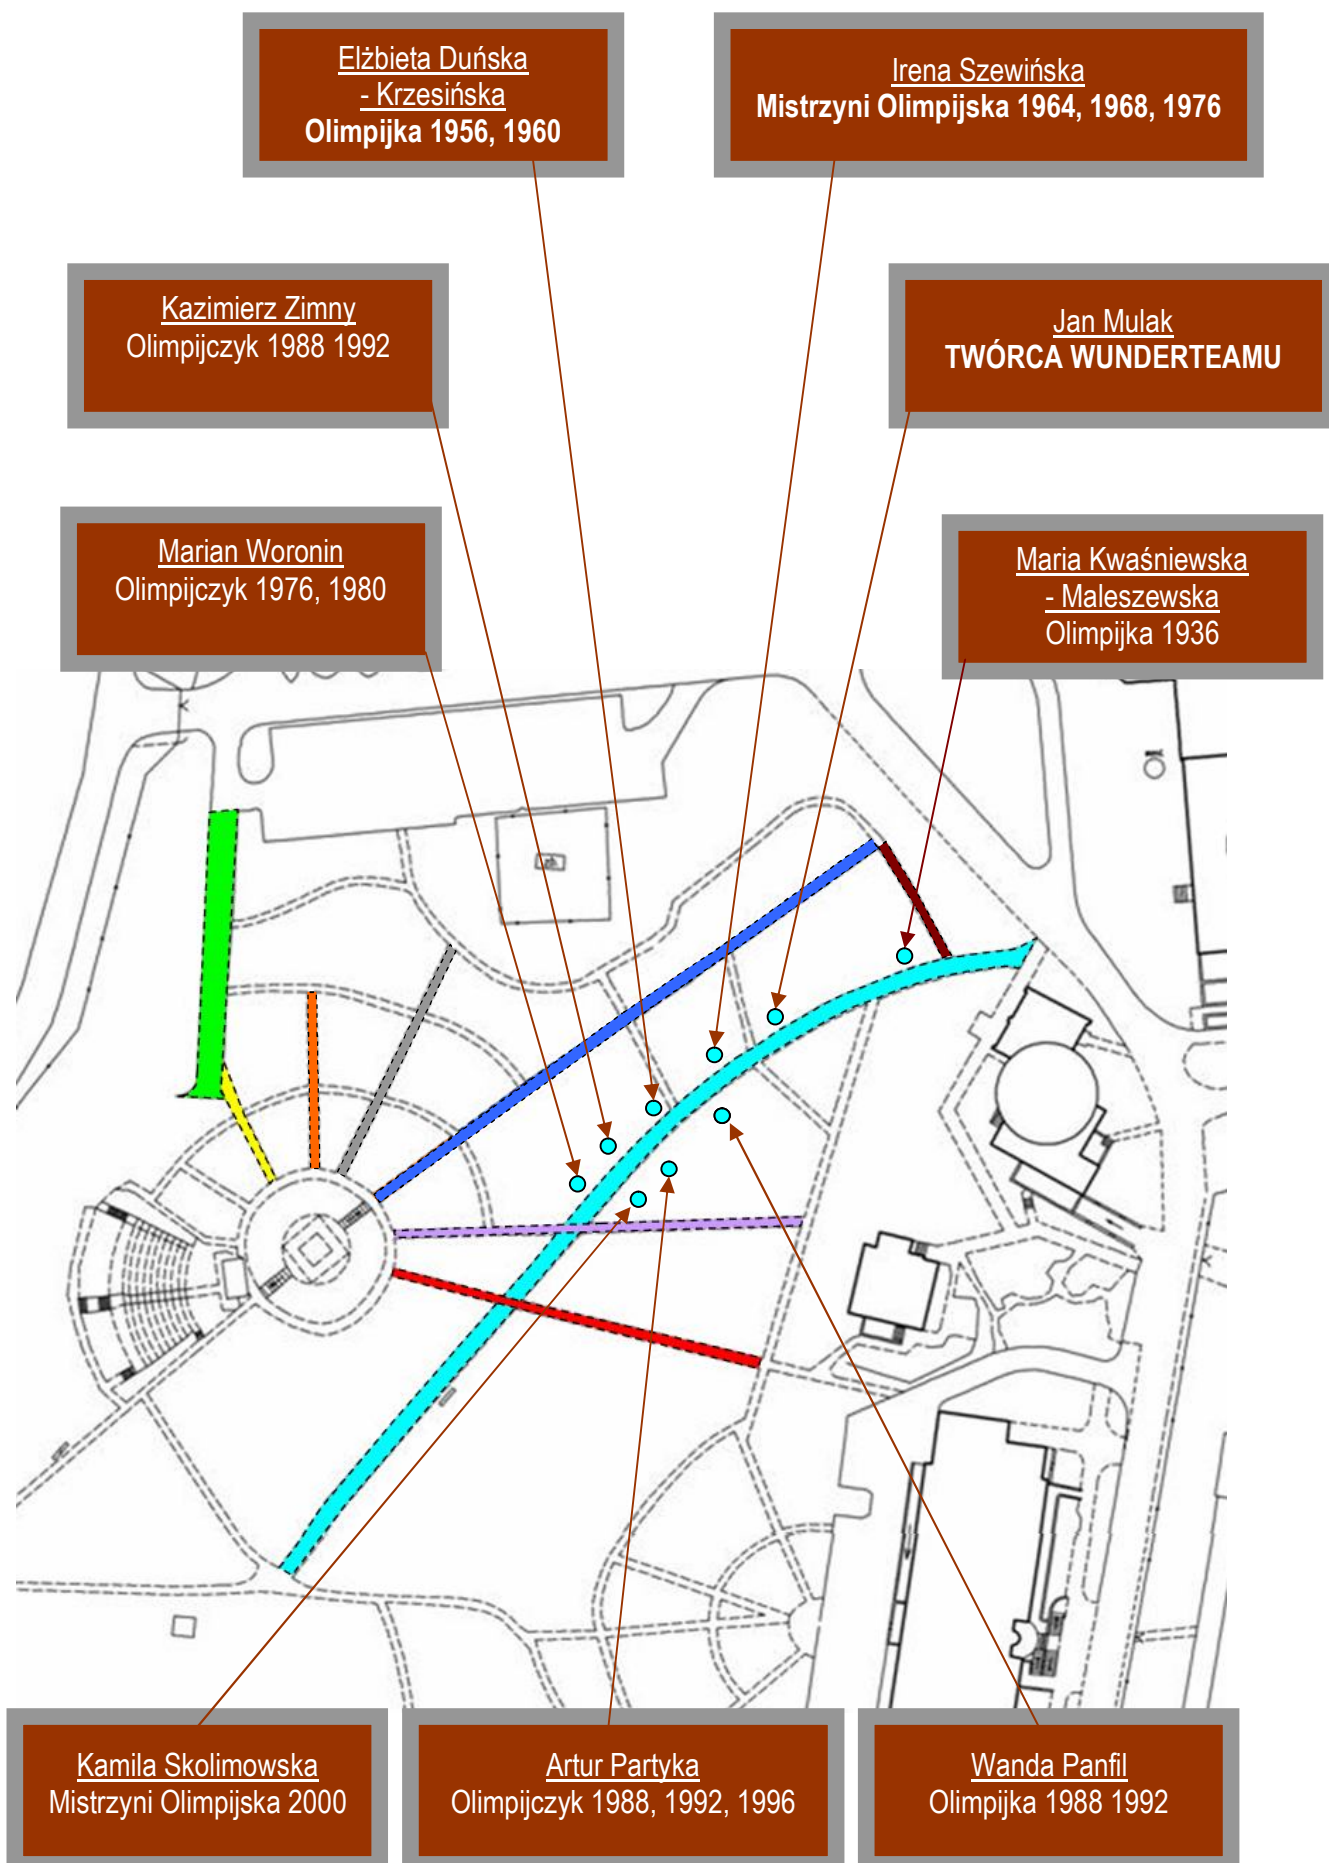 Elżbieta Duńska
- Krzesińska
Olimpijka 1956, 1960
Irena Szewińska
Mistrzyni Olimpijska 1964, 1968, 1976
Kazimierz Zimny
Olimpijczyk 1988 1992
Jan Mulak
TWÓRCA WUNDERTEAMU
Marian Woronin
Olimpijczyk 1976, 1980
Maria Kwaśniewska
- Maleszewska
Olimpijka 1936
Kamila Skolimowska
Mistrzyni Olimpijska 2000
Artur Partyka
Olimpijczyk 1988, 1992, 1996
Wanda Panfil
Olimpijka 1988 1992